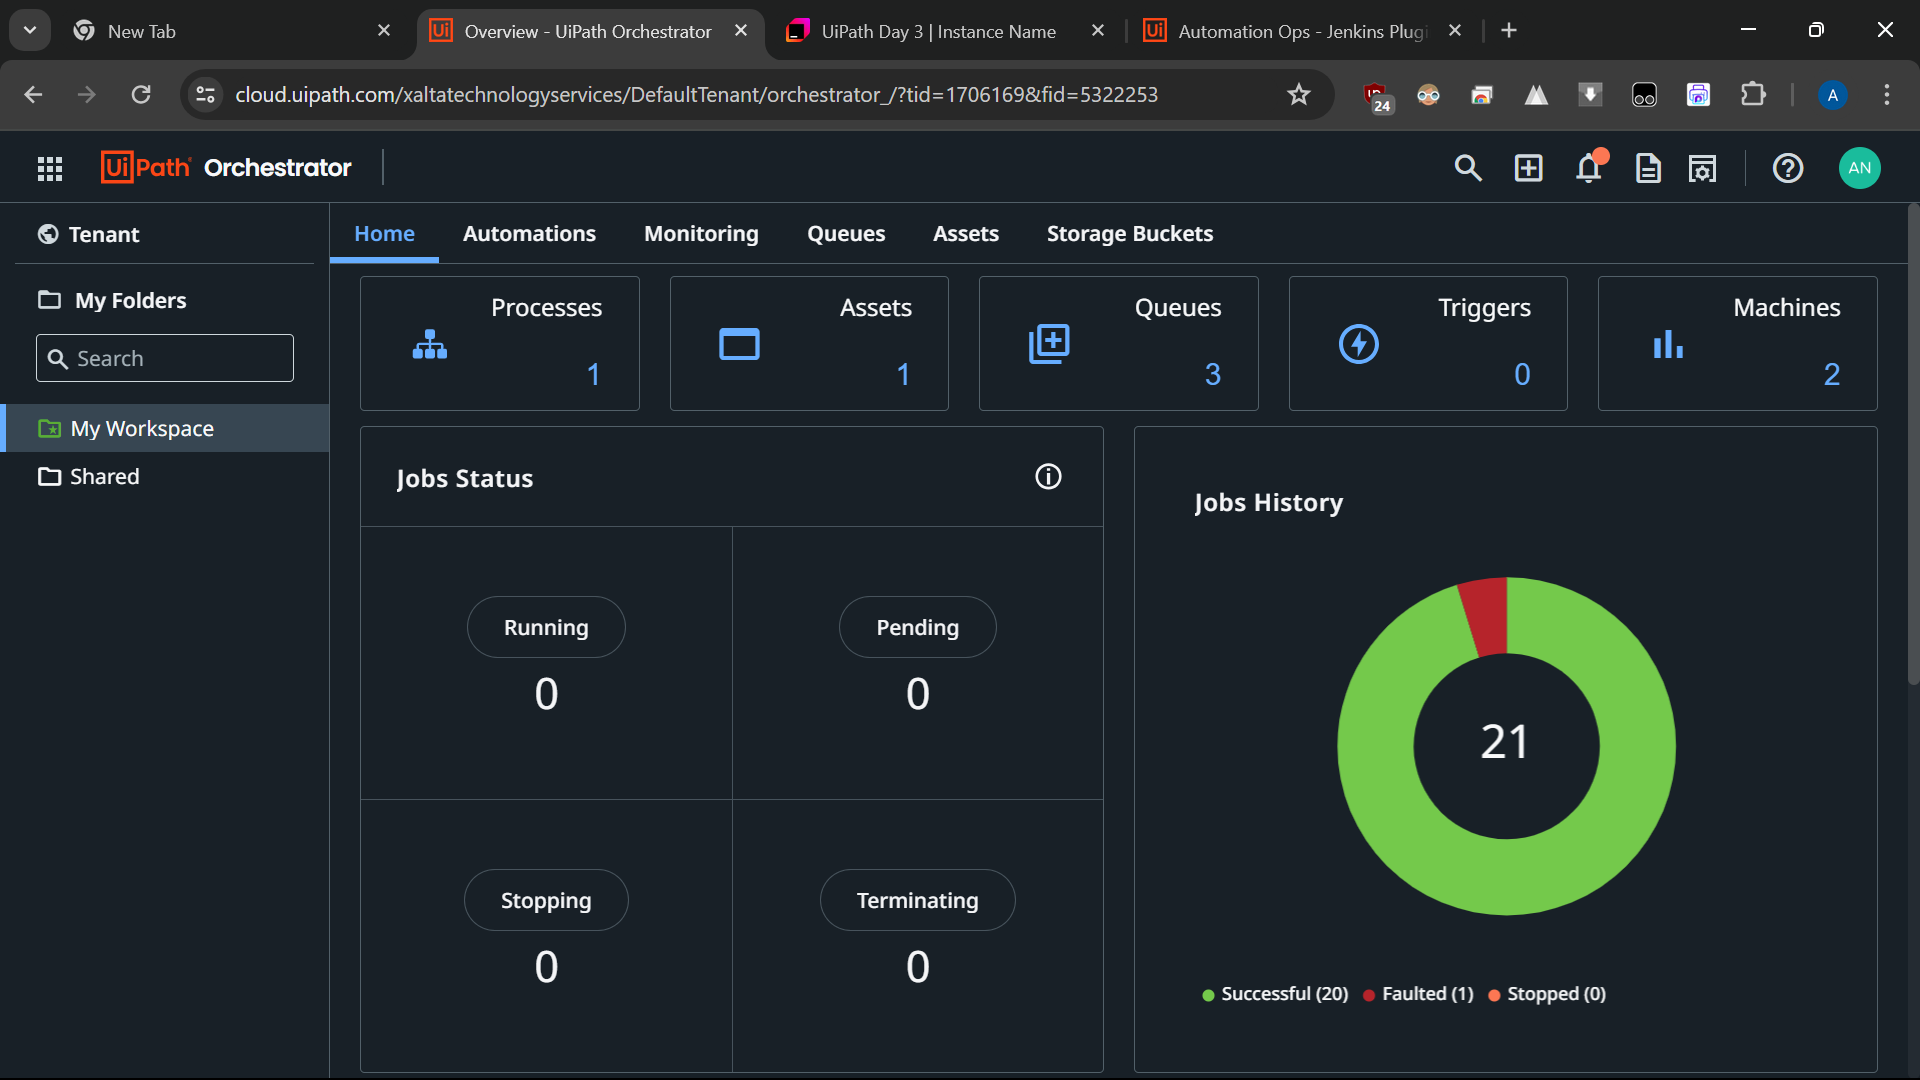 New Tab
Overview - UiPath Orchestrator
UiPath Day 3 | Instance Name
Automation Ops - Jenkins Plugi
cloud.uipath.com/xaltatechnologyservices/DefaultTenant/orchestrator_/?tid=1706169&fid=5322253
24
A
UiPath Orchestrator
AN
Tenant
My Folders
Search
My Workspace
Shared
Home
Automations
Monitoring
Queues
Assets
Storage Buckets
Processes
1
Assets
1
Queues
3
Triggers
0
Machines
2
Jobs Status
Running
0
Pending
0
Stopping
0
Terminating
0
Jobs History
21
Successful (20)
Faulted (1)
Stopped (0)